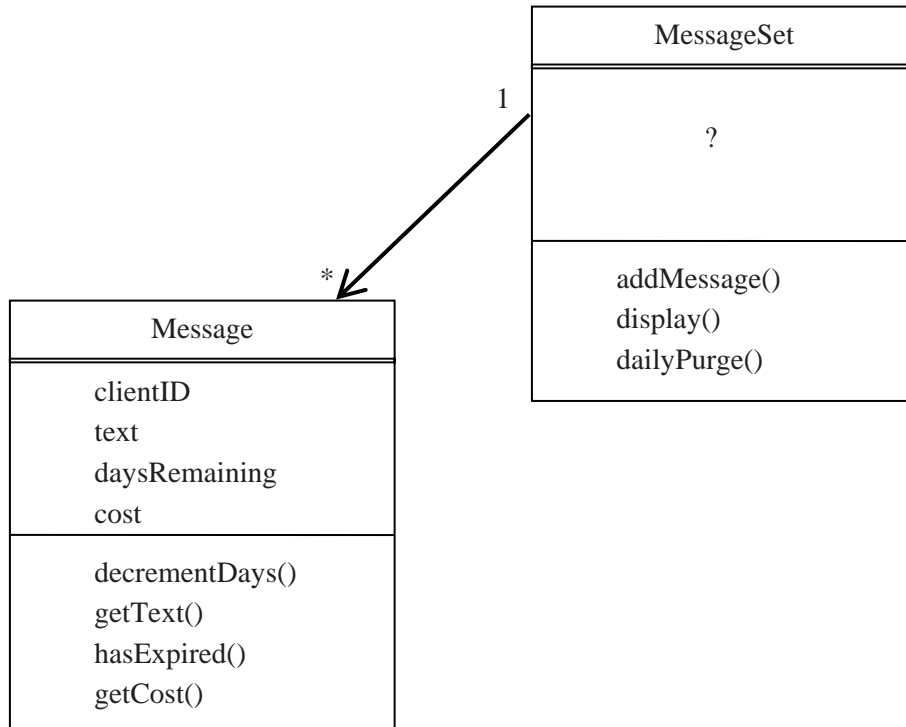 MessageSet
?
addMessage()
display()
dailyPurge()
1
*
Message
clientID
text
daysRemaining
cost
decrementDays()
getText()
hasExpired()
getCost()